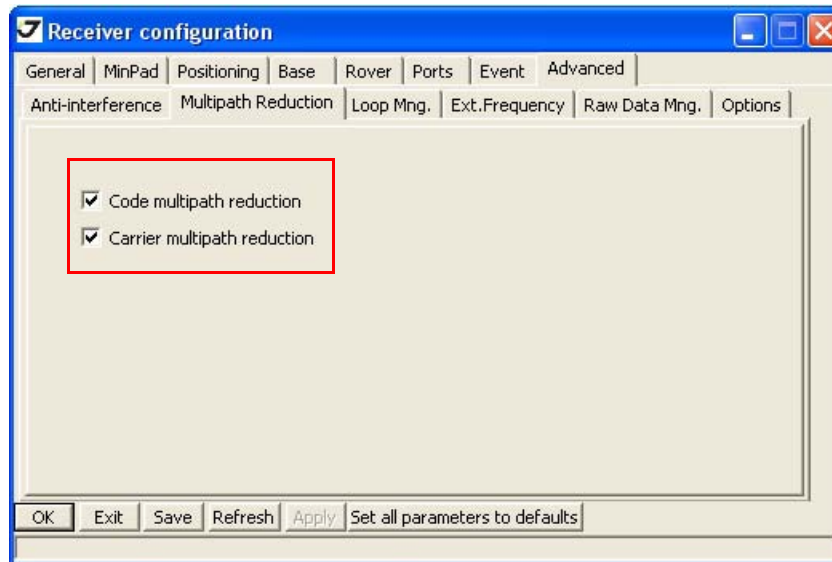 Receiver configuration
General MinPad Positioning Base Rover Ports Event Advanced
Anti-interference Multipath Reduction Loop Mng. Ext.Frequency Raw Data Mng. Options
Code multipath reduction
Carrier multipath reduction
OK Exit Save Refresh Apply Set all parameters to defaults